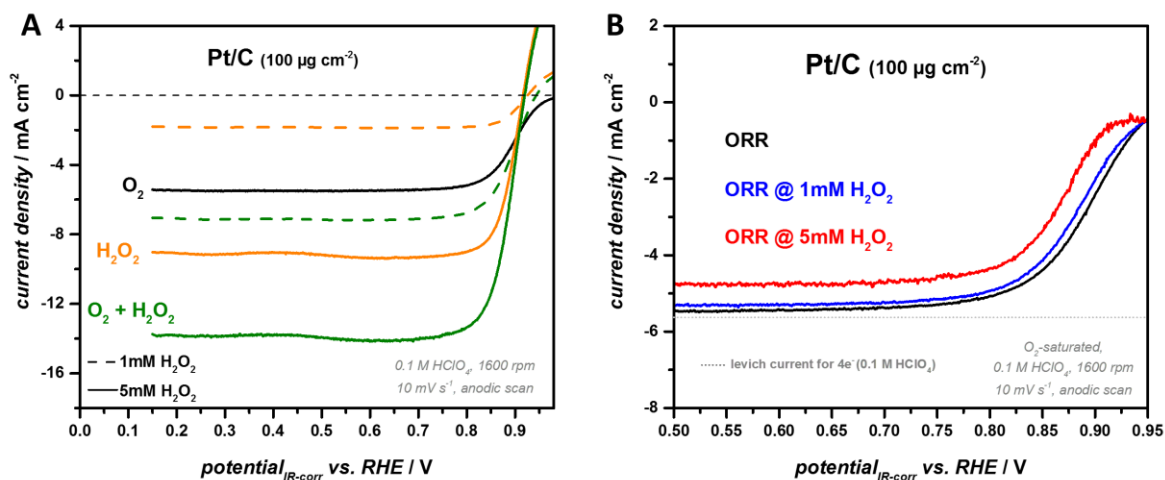 A
Pt/C (100 µg cm⁻²)
O₂
H₂O₂
O₂ + H₂O₂
1mM H₂O₂
5mM H₂O₂
0.1 M HClO₄, 1600 rpm
10 mV s⁻¹, anodic scan
current density / mA cm⁻²
4
0
-4
-8
-12
-16
0.0 0.1 0.2 0.3 0.4 0.5 0.6 0.7 0.8 0.9
potential_IR-corr vs. RHE / V
B
Pt/C (100 µg cm⁻²)
ORR
ORR @ 1mM H₂O₂
ORR @ 5mM H₂O₂
levich current for 4e⁻(0.1 M HClO₄)
O₂-saturated,
0.1 M HClO₄, 1600 rpm
10 mV s⁻¹, anodic scan
current density / mA cm⁻²
2
0
-2
-4
-6
-8
0.50 0.55 0.60 0.65 0.70 0.75 0.80 0.85 0.90 0.95
potential_IR-corr vs. RHE / V